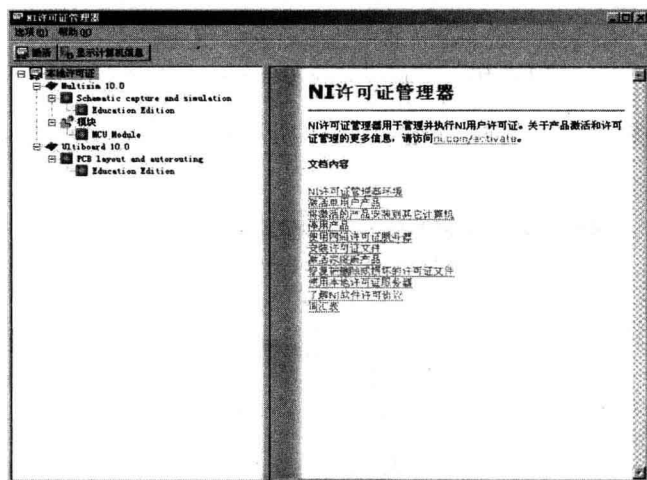 NI许可证管理器
选项(O) 帮助(H)
激活 显示计算机信息
本地许可证
Multisim 10.0
Schematic capture and simulation
Education Edition
模块
MCU Module
Ultiboard 10.0
PCB layout and autorouting
Education Edition
NI许可证管理器
NI许可证管理器用于管理并执行NI用户许可证。关于产品激活和许可
证管理的更多信息，请访问ni.com/activate。
文档内容
NI许可证管理器环境
激活单用户产品
将激活的产品安装到其它计算机
停用产品
使用网络许可证服务器
安装许可证文件
激活实验版产品
恢复被删除或损坏的许可证文件
使用本地许可证服务器
了解NI软件许可协议
词汇表